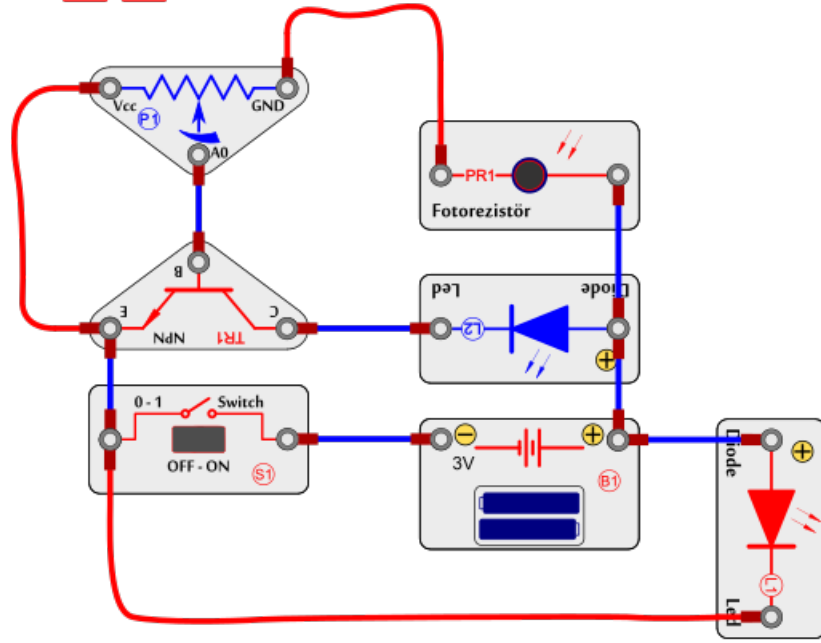 Vcc
GND
P1
A0
PR1
Fotorezistör
B
E
C
NPN
TR1
Led
Diode
L2
+
0 - 1
Switch
OFF - ON
S1
−
+
3V
B1
Diode
+
L1
Led